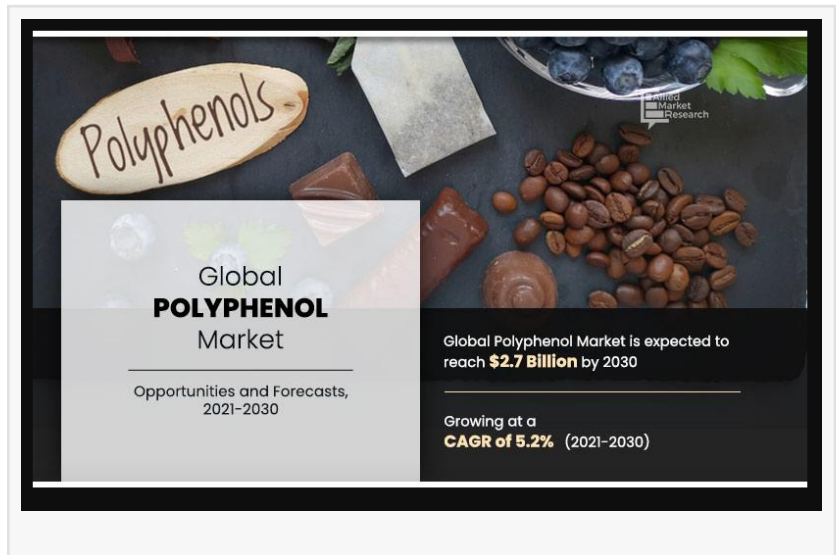 Polyphenols
Allied
Market
Research
Global
POLYPHENOL
Market
Opportunities and Forecasts,
2021-2030
Global Polyphenol Market is expected to
reach $2.7 Billion by 2030
Growing at a
CAGR of 5.2% (2021-2030)